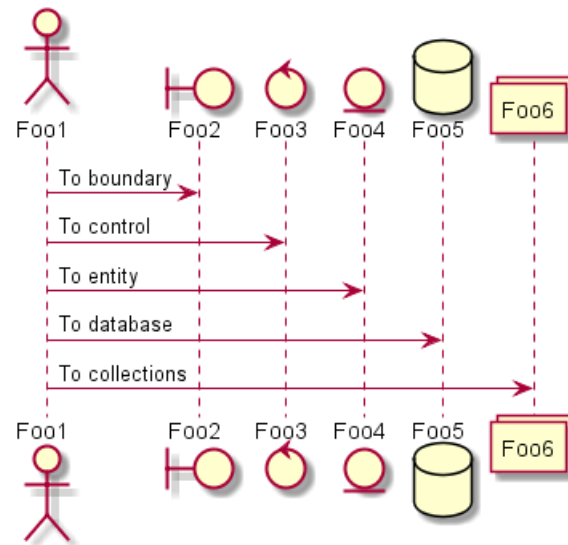 Foo1 Foo2 Foo3 Foo4 Foo5 Foo6
To boundary
To control
To entity
To database
To collections
Foo1 Foo2 Foo3 Foo4 Foo5 Foo6